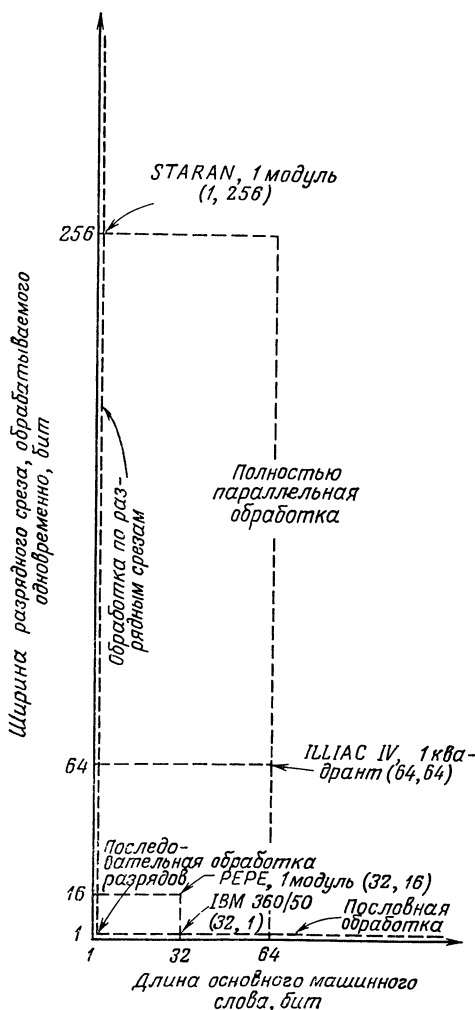 STARAN, 1 модуль
(1, 256)
256
Ширина разрядного среза, обрабатываемого
одновременно, бит
Обработка по раз-
рядным срезам
Полностью
параллельная
обработка
64
ILLIAC IV, 1 ква-
дрант (64,64)
Последо-
вательная обработка
разрядов
PEPE, 1 модуль (32, 16)
16
IBM 360/50
(32, 1)
Пословная
обработка
1
1
32
64
Длина основного машинного
слова, бит